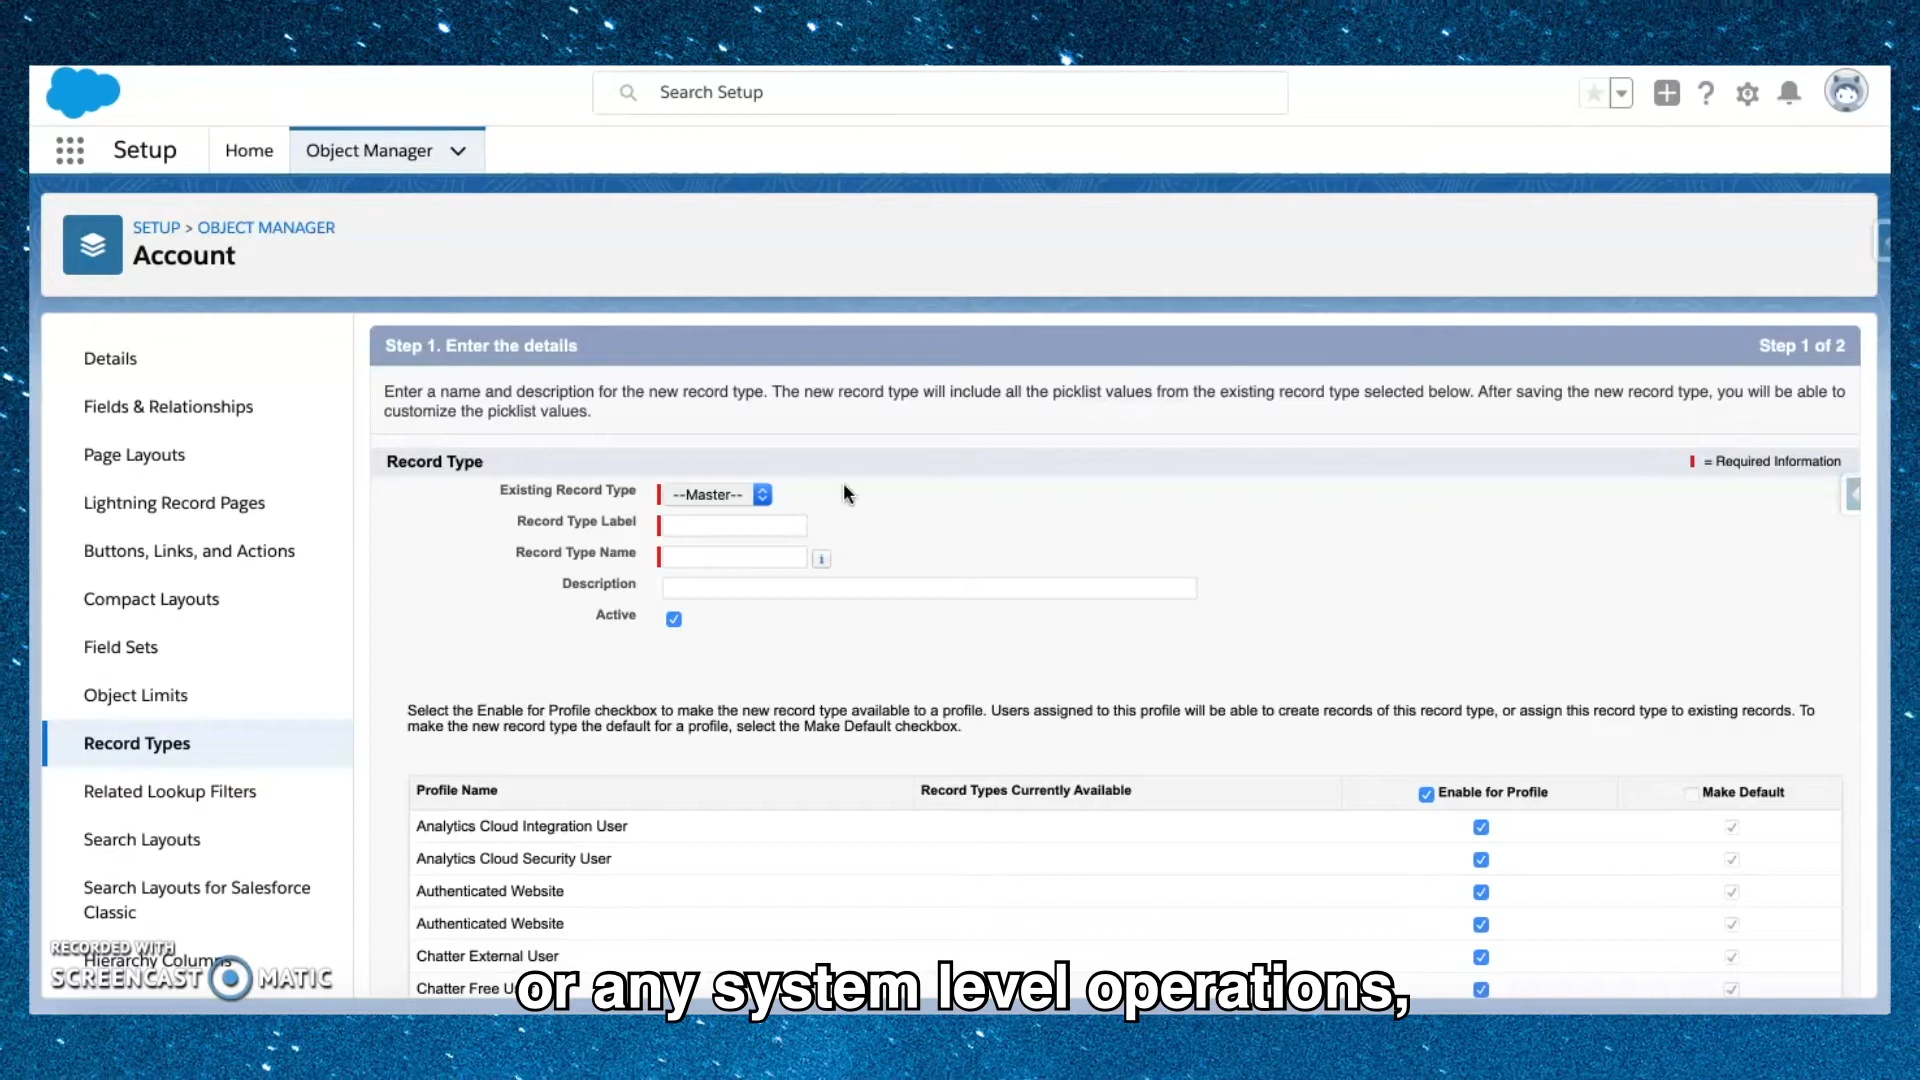 Search Setup
Setup
Home
Object Manager
SETUP > OBJECT MANAGER
Account
Details
Fields & Relationships
Page Layouts
Lightning Record Pages
Buttons, Links, and Actions
Compact Layouts
Field Sets
Object Limits
Record Types
Related Lookup Filters
Search Layouts
Search Layouts for Salesforce
Classic
Hierarchy Columns
Step 1. Enter the details
Step 1 of 2
Enter a name and description for the new record type. The new record type will include all the picklist values from the existing record type selected below. After saving the new record type, you will be able to
customize the picklist values.
Record Type
= Required Information
Existing Record Type
--Master--
Record Type Label
Record Type Name
Description
Active
Select the Enable for Profile checkbox to make the new record type available to a profile. Users assigned to this profile will be able to create records of this record type, or assign this record type to existing records. To
make the new record type the default for a profile, select the Make Default checkbox.
Profile Name
Record Types Currently Available
Enable for Profile
Make Default
Analytics Cloud Integration User
Analytics Cloud Security User
Authenticated Website
Authenticated Website
Chatter External User
Chatter Free
RECORDED WITH
SCREENCAST MATIC
or any system level operations,